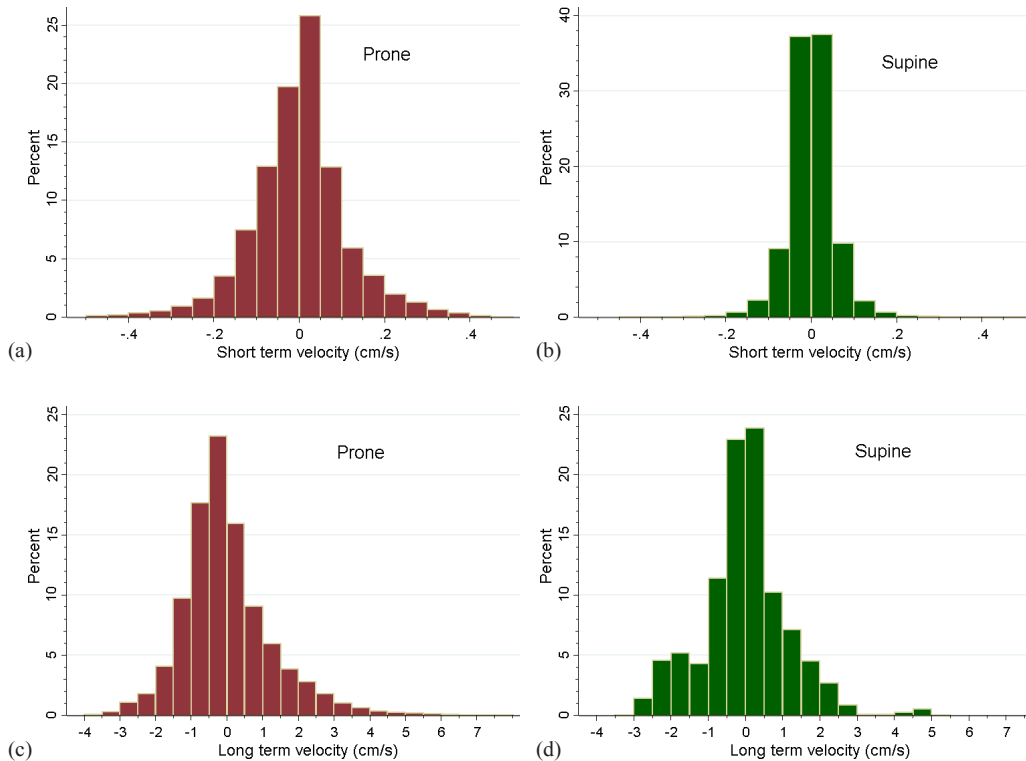 25
20
15
10
5
0
Percent
Prone
-.4
-.2
0
.2
.4
Short term velocity (cm/s)
(a)
40
30
20
10
0
Percent
Supine
-.4
-.2
0
.2
.4
Short term velocity (cm/s)
(b)
25
20
15
10
5
0
Percent
Prone
-4 -3 -2 -1 0 1 2 3 4 5 6 7
Long term velocity (cm/s)
(c)
25
20
15
10
5
0
Percent
Supine
-4 -3 -2 -1 0 1 2 3 4 5 6 7
Long term velocity (cm/s)
(d)